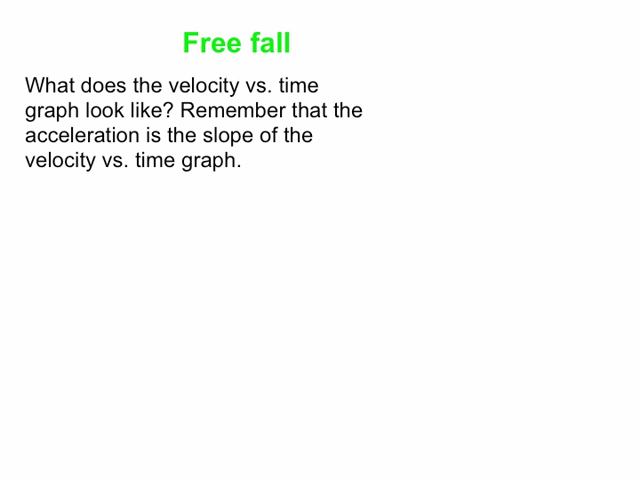 Free fall
What does the velocity vs. time
graph look like? Remember that the
acceleration is the slope of the
velocity vs. time graph.